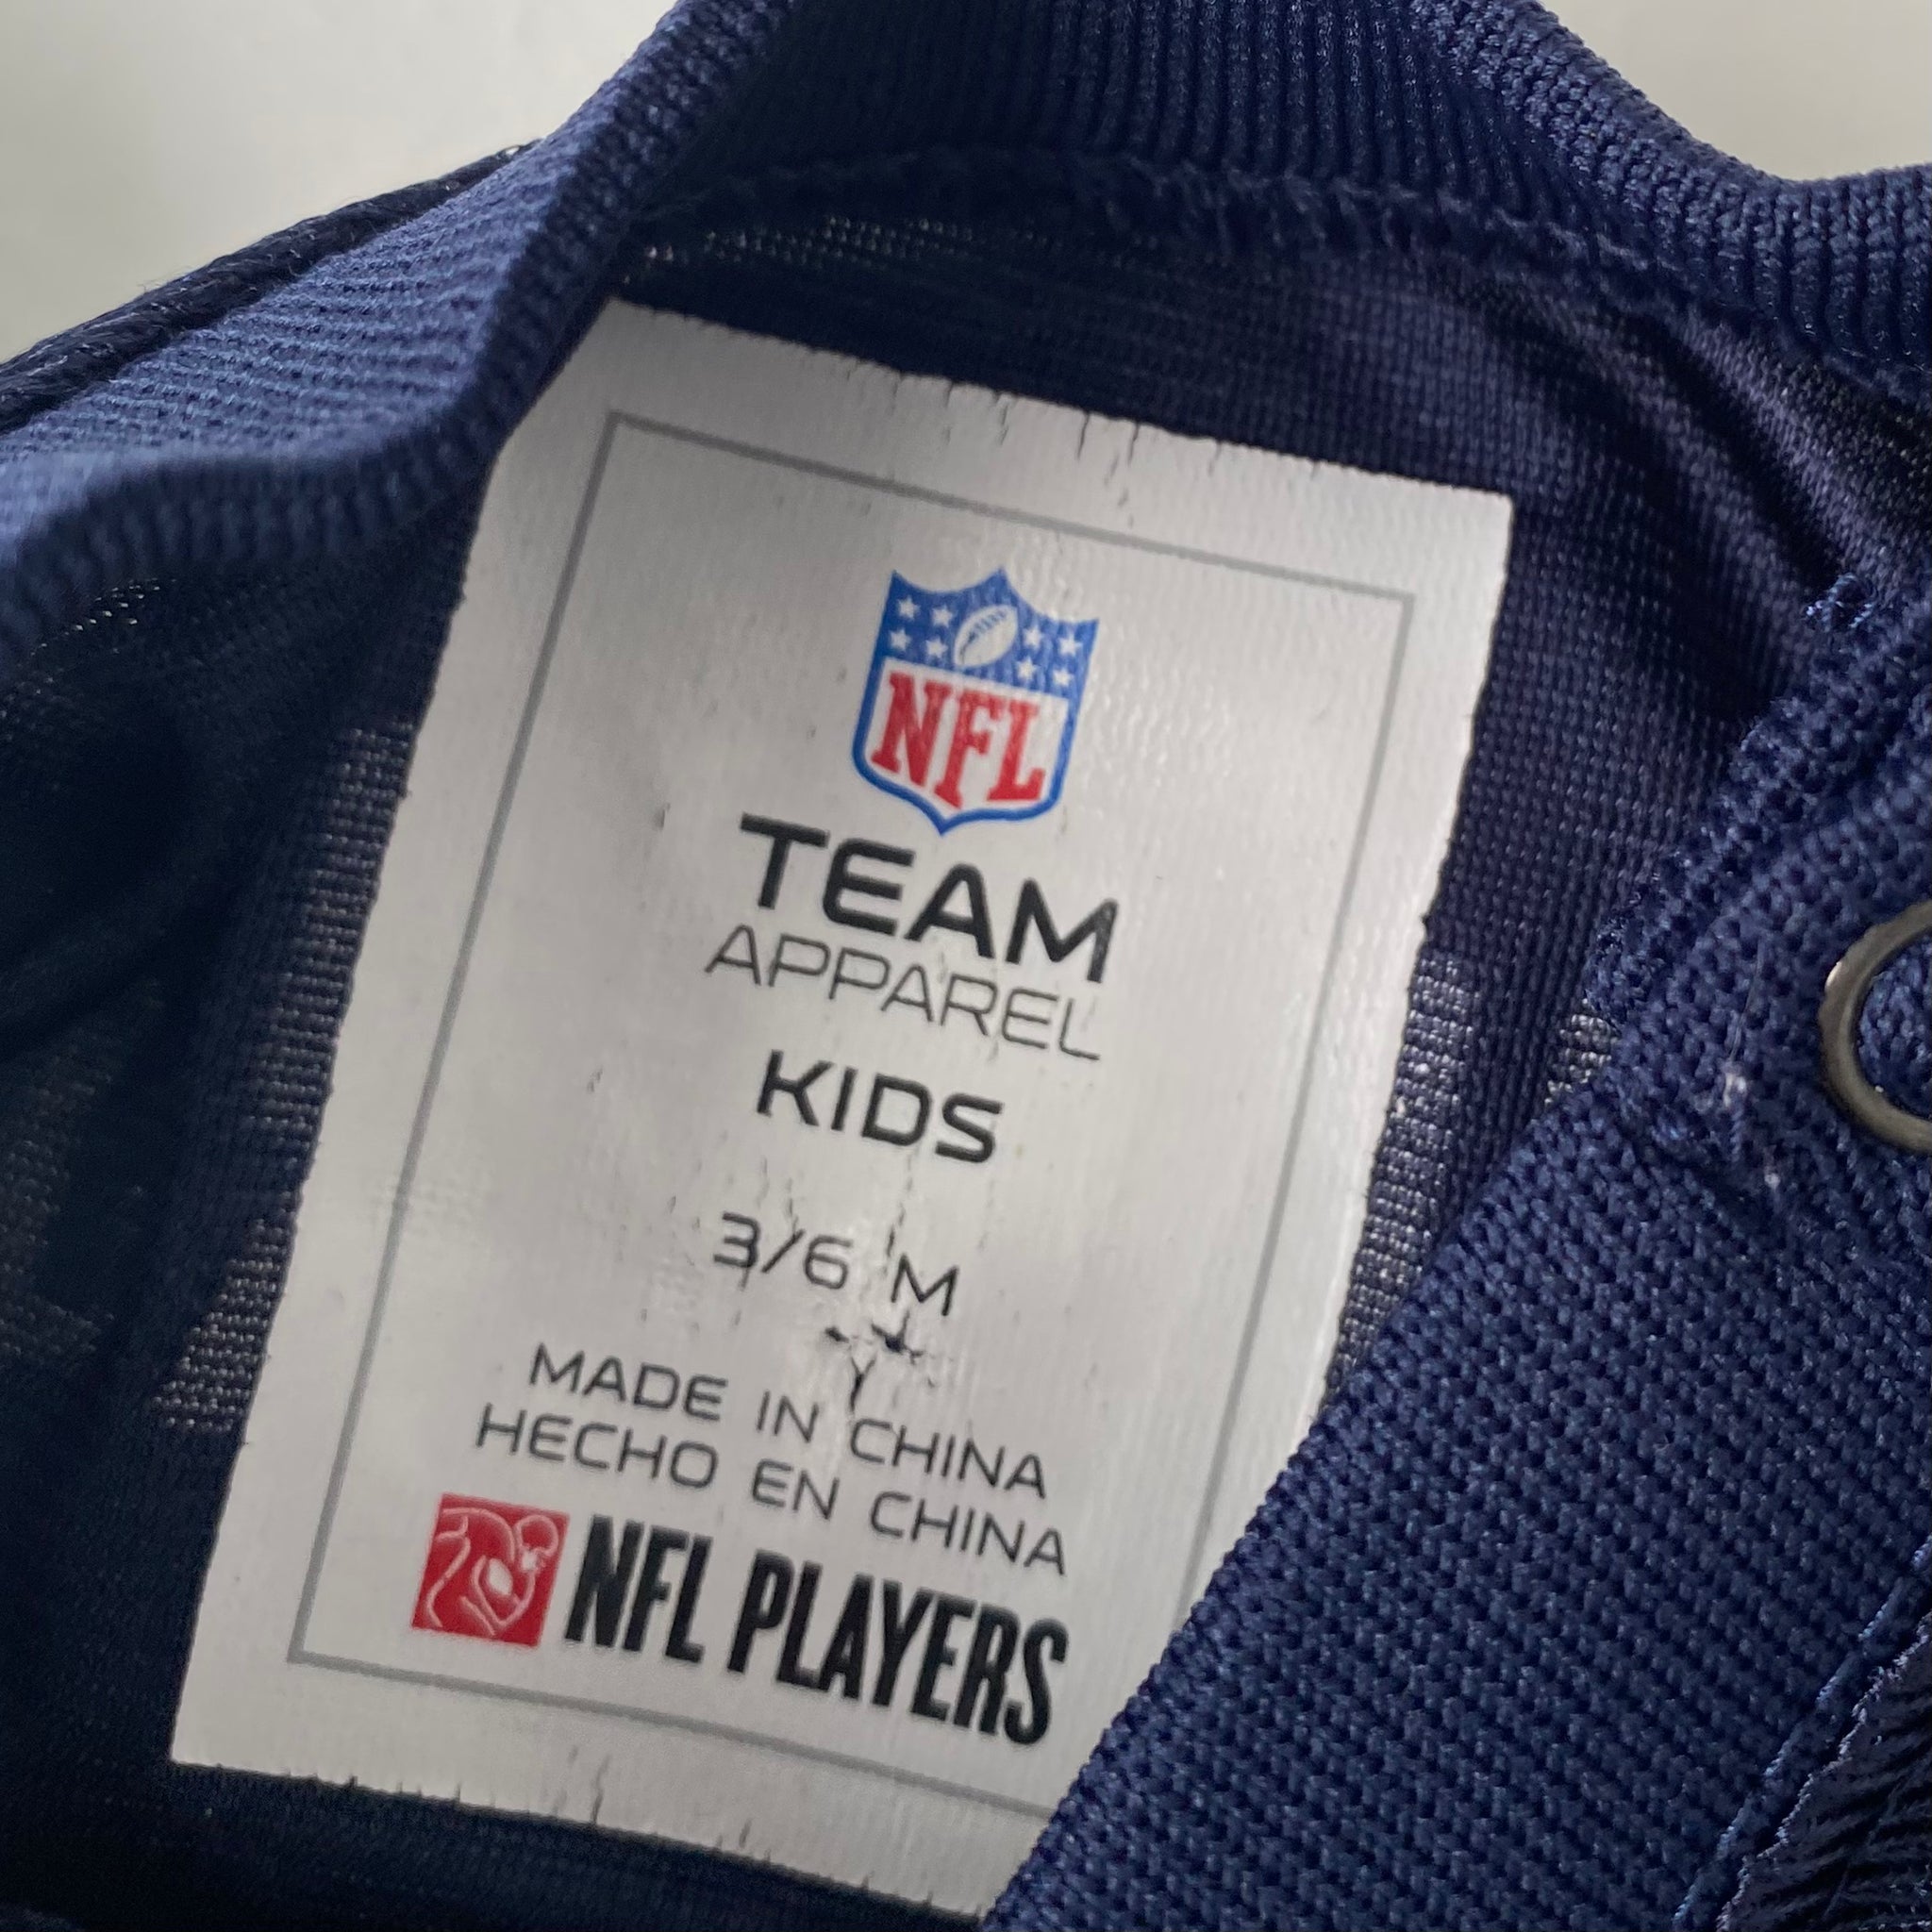 NFL
TEAM
APPAREL
KIDS
3/6 M
MADE IN CHINA
HECHO EN CHINA
NFL PLAYERS